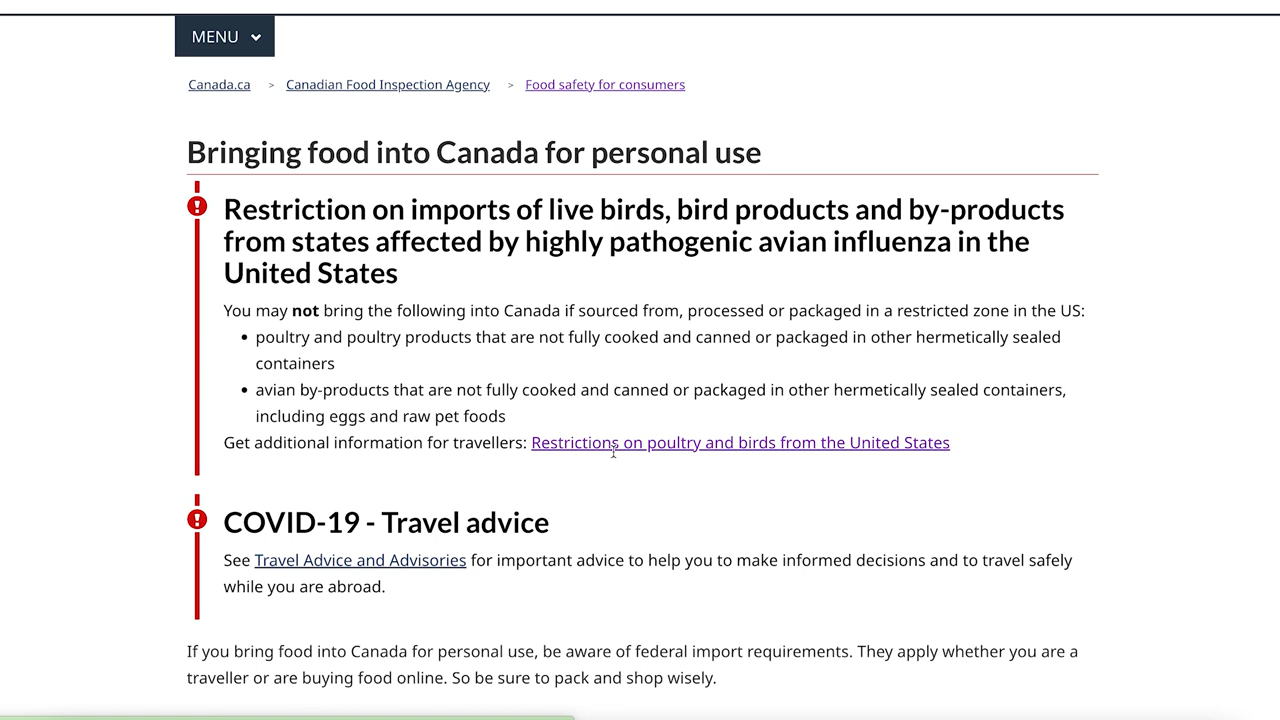 MENU
Canada.ca > Canadian Food Inspection Agency > Food safety for consumers
Bringing food into Canada for personal use
Restriction on imports of live birds, bird products and by-products
from states affected by highly pathogenic avian influenza in the
United States
You may not bring the following into Canada if sourced from, processed or packaged in a restricted zone in the US:
• poultry and poultry products that are not fully cooked and canned or packaged in other hermetically sealed
containers
• avian by-products that are not fully cooked and canned or packaged in other hermetically sealed containers,
including eggs and raw pet foods
Get additional information for travellers: Restrictions on poultry and birds from the United States
COVID-19 - Travel advice
See Travel Advice and Advisories for important advice to help you to make informed decisions and to travel safely
while you are abroad.
If you bring food into Canada for personal use, be aware of federal import requirements. They apply whether you are a
traveller or are buying food online. So be sure to pack and shop wisely.